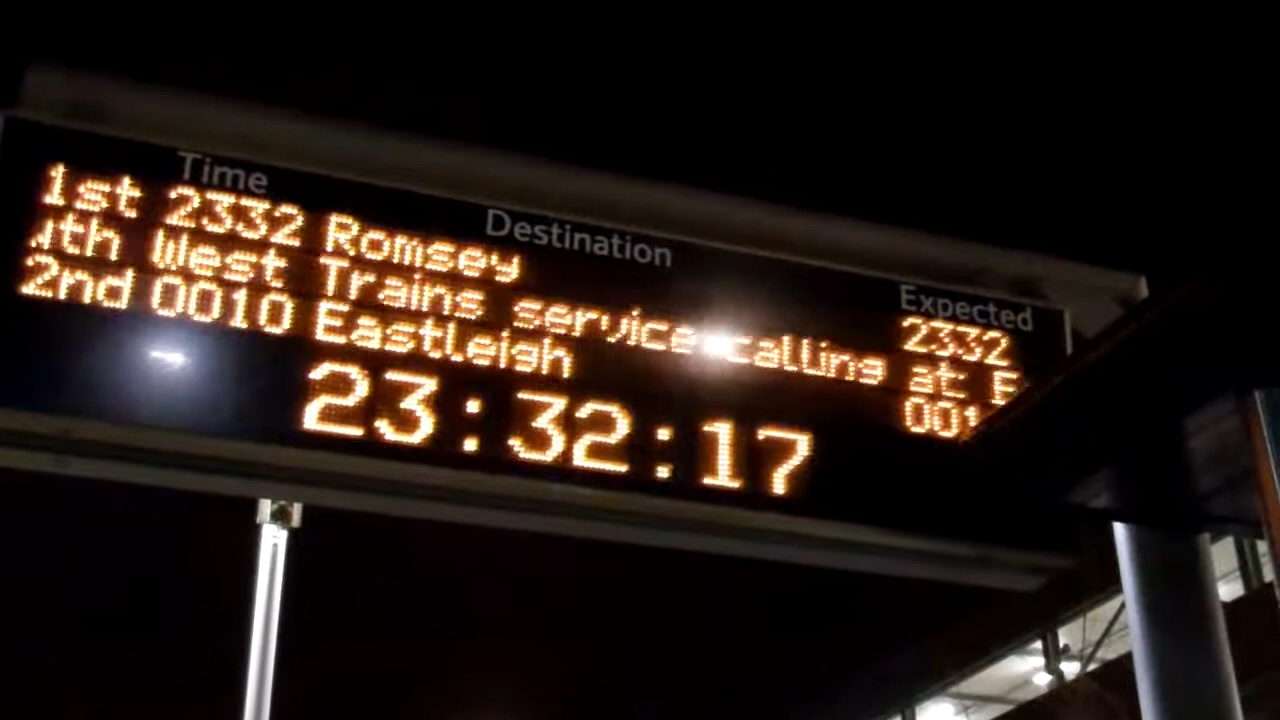 Time Destination Expected
1st 2332 Romsey 2332
th West Trains service calling at E
2nd 0010 Eastleigh 001
23:32:17